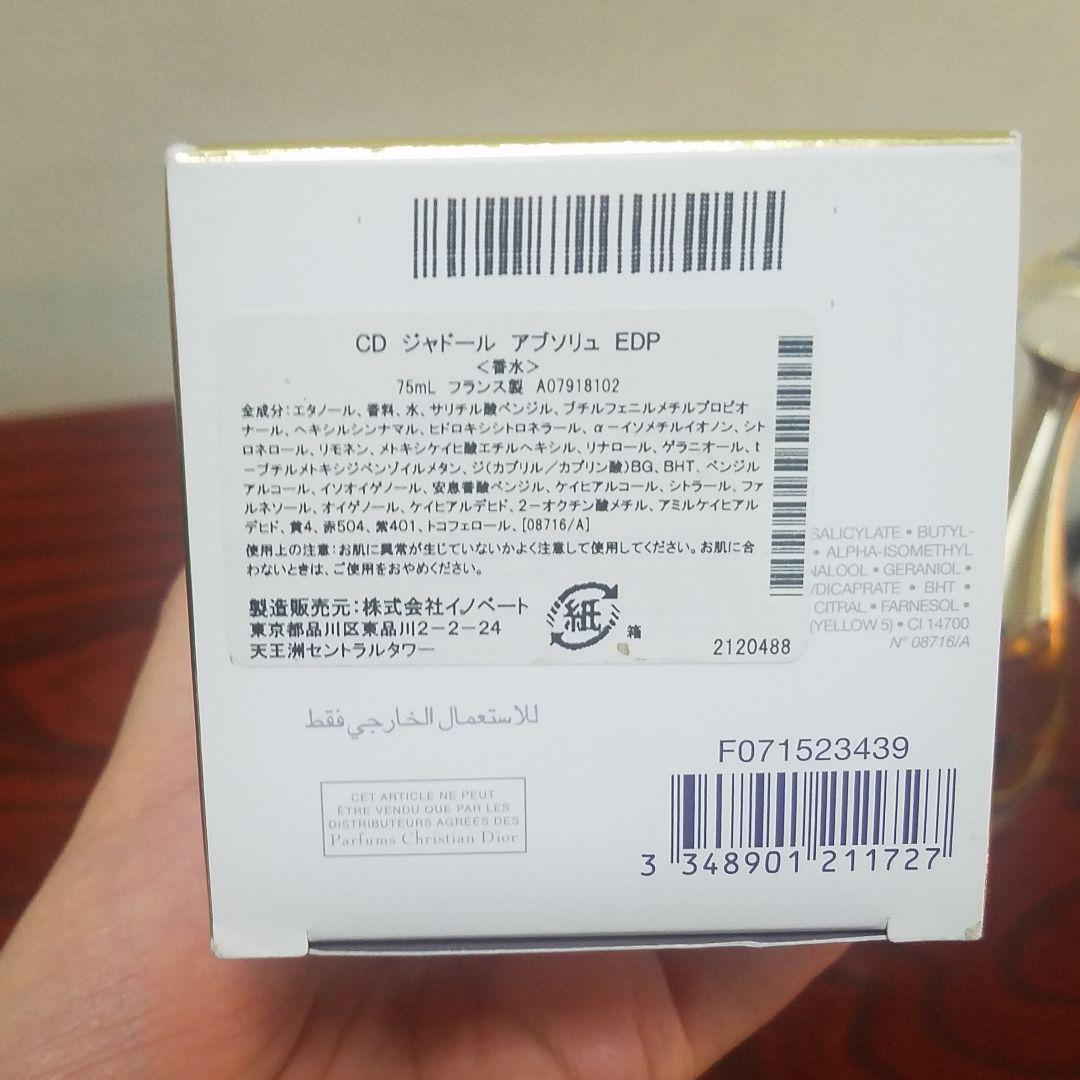 CD ジャドール アブソリュ EDP
<香水>
75mL フランス製 A07918102
全成分:エタノール、香料、水、サリチル酸ベンジル、ブチルフェニルメチルプロピオ
ナール、ヘキシルシンナマル、ヒドロキシシトロネラール、α-イソメチルイオノン、シト
ロネロール、リモネン、メトキシケイヒ酸エチルヘキシル、リナロール、ゲラニオール、t
-ブチルメトキシジベンゾイルメタン、ジ(カプリル/カプリン酸)BG、BHT、ベンジル
アルコール、イソオイゲノール、安息香酸ベンジル、ケイヒアルコール、シトラール、ファ
ルネソール、オイゲノール、ケイヒアルデヒド、2-オクチン酸メチル、アミルケイヒアル
デヒド、黄4、赤504、紫401、トコフェロール、[08716/A]
使用上の注意:お肌に異常が生じていないかよく注意して使用してください。お肌に合
わないときは、ご使用をおやめください。
製造販売元:株式会社イノベート
東京都品川区東品川2-2-24
天王洲セントラルタワー
紙
箱
2120488
SALICYLATE • BUTYL-
• ALPHA-ISOMETHYL
NALOOL • GERANIOL •
/DICAPRATE • BHT •
CITRAL • FARNESOL •
(YELLOW 5) • CI 14700
N° 08716/A
للاستعمال الخارجي فقط
CET ARTICLE NE PEUT
ÊTRE VENDU QUE PAR LES
DISTRIBUTEURS AGRÉÉS DES
Parfums Christian Dior
F071523439
3 348901 211727